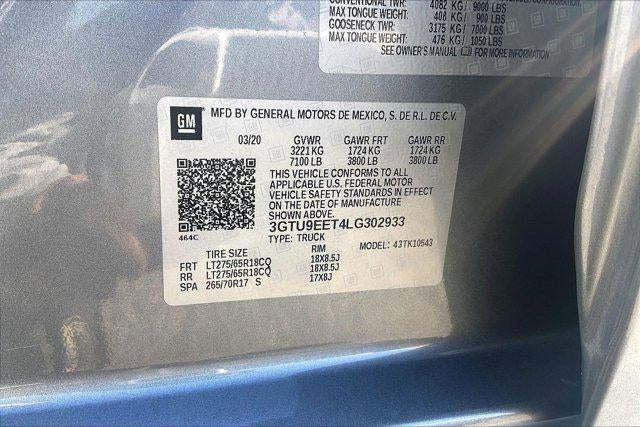 CONVENTIONAL TWR: 4082 KG/ 9000 LBS
MAX TONGUE WEIGHT: 408 KG/ 900 LBS
GOOSENECK TWR: 3175 KG/ 7000 LBS
MAX TONGUE WEIGHT: 476 KG/ 1050 LBS
SEE OWNER'S MANUAL FOR MORE INFORMATION
GM
MFD BY GENERAL MOTORS DE MEXICO, S. DE R.L. DE C.V.
03/20 GVWR GAWR FRT GAWR RR
3221 KG 1724 KG 1724 KG
7100 LB 3800 LB 3800 LB
THIS VEHICLE CONFORMS TO ALL
APPLICABLE U.S. FEDERAL MOTOR
VEHICLE SAFETY STANDARDS IN EFFECT
ON THE DATE OF MANUFACTURE
SHOWN ABOVE.
3GTU9EET4LG302933
464C
TYPE: TRUCK MODEL: 43TK10543
TIRE SIZE RIM
FRT LT275/65R18CQ 18X8.5J
RR LT275/65R18CQ 18X8.5J
SPA 265/70R17 S 17X8J